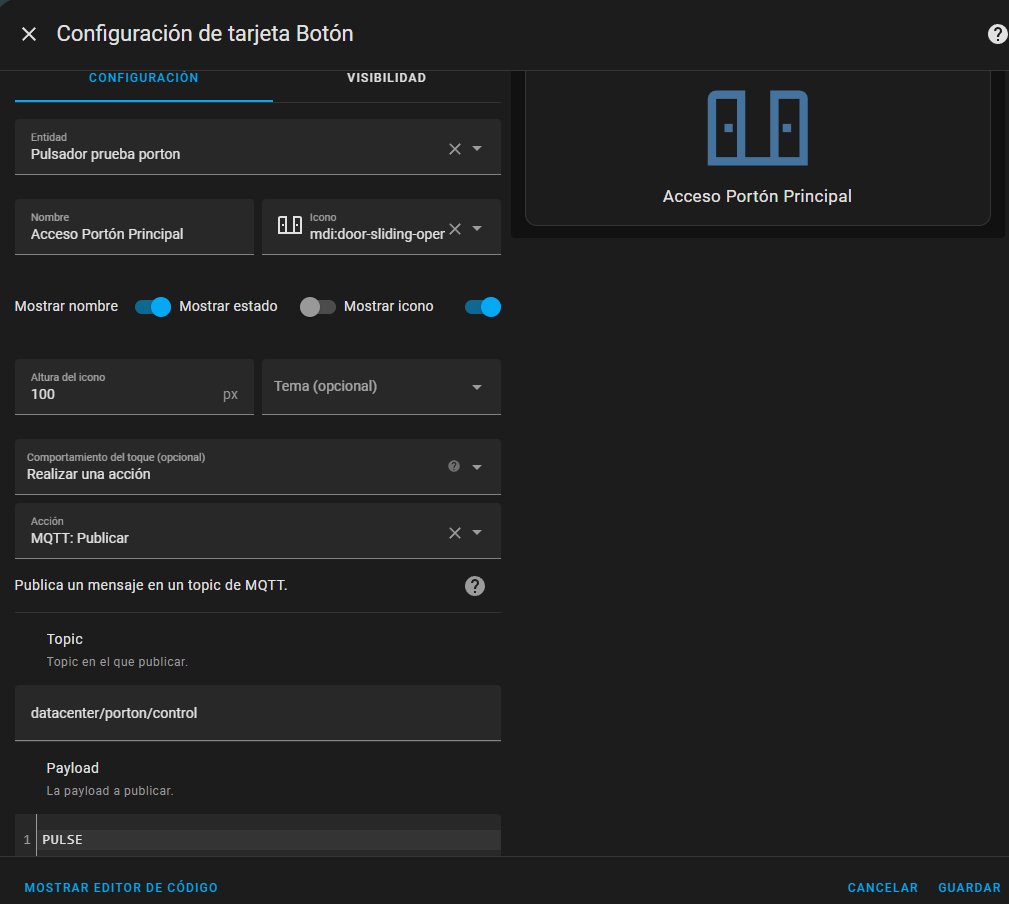 Configuración de tarjeta Botón
CONFIGURACIÓN
VISIBILIDAD
Entidad
Pulsador prueba porton
Nombre
Acceso Portón Principal
Icono
mdi:door-sliding-oper
Mostrar nombre
Mostrar estado
Mostrar icono
Altura del icono
100
px
Tema (opcional)
Comportamiento del toque (opcional)
Realizar una acción
Acción
MQTT: Publicar
Publica un mensaje en un topic de MQTT.
Topic
Topic en el que publicar.
datacenter/porton/control
Payload
La payload a publicar.
1
PULSE
Acceso Portón Principal
MOSTRAR EDITOR DE CÓDIGO
CANCELAR
GUARDAR